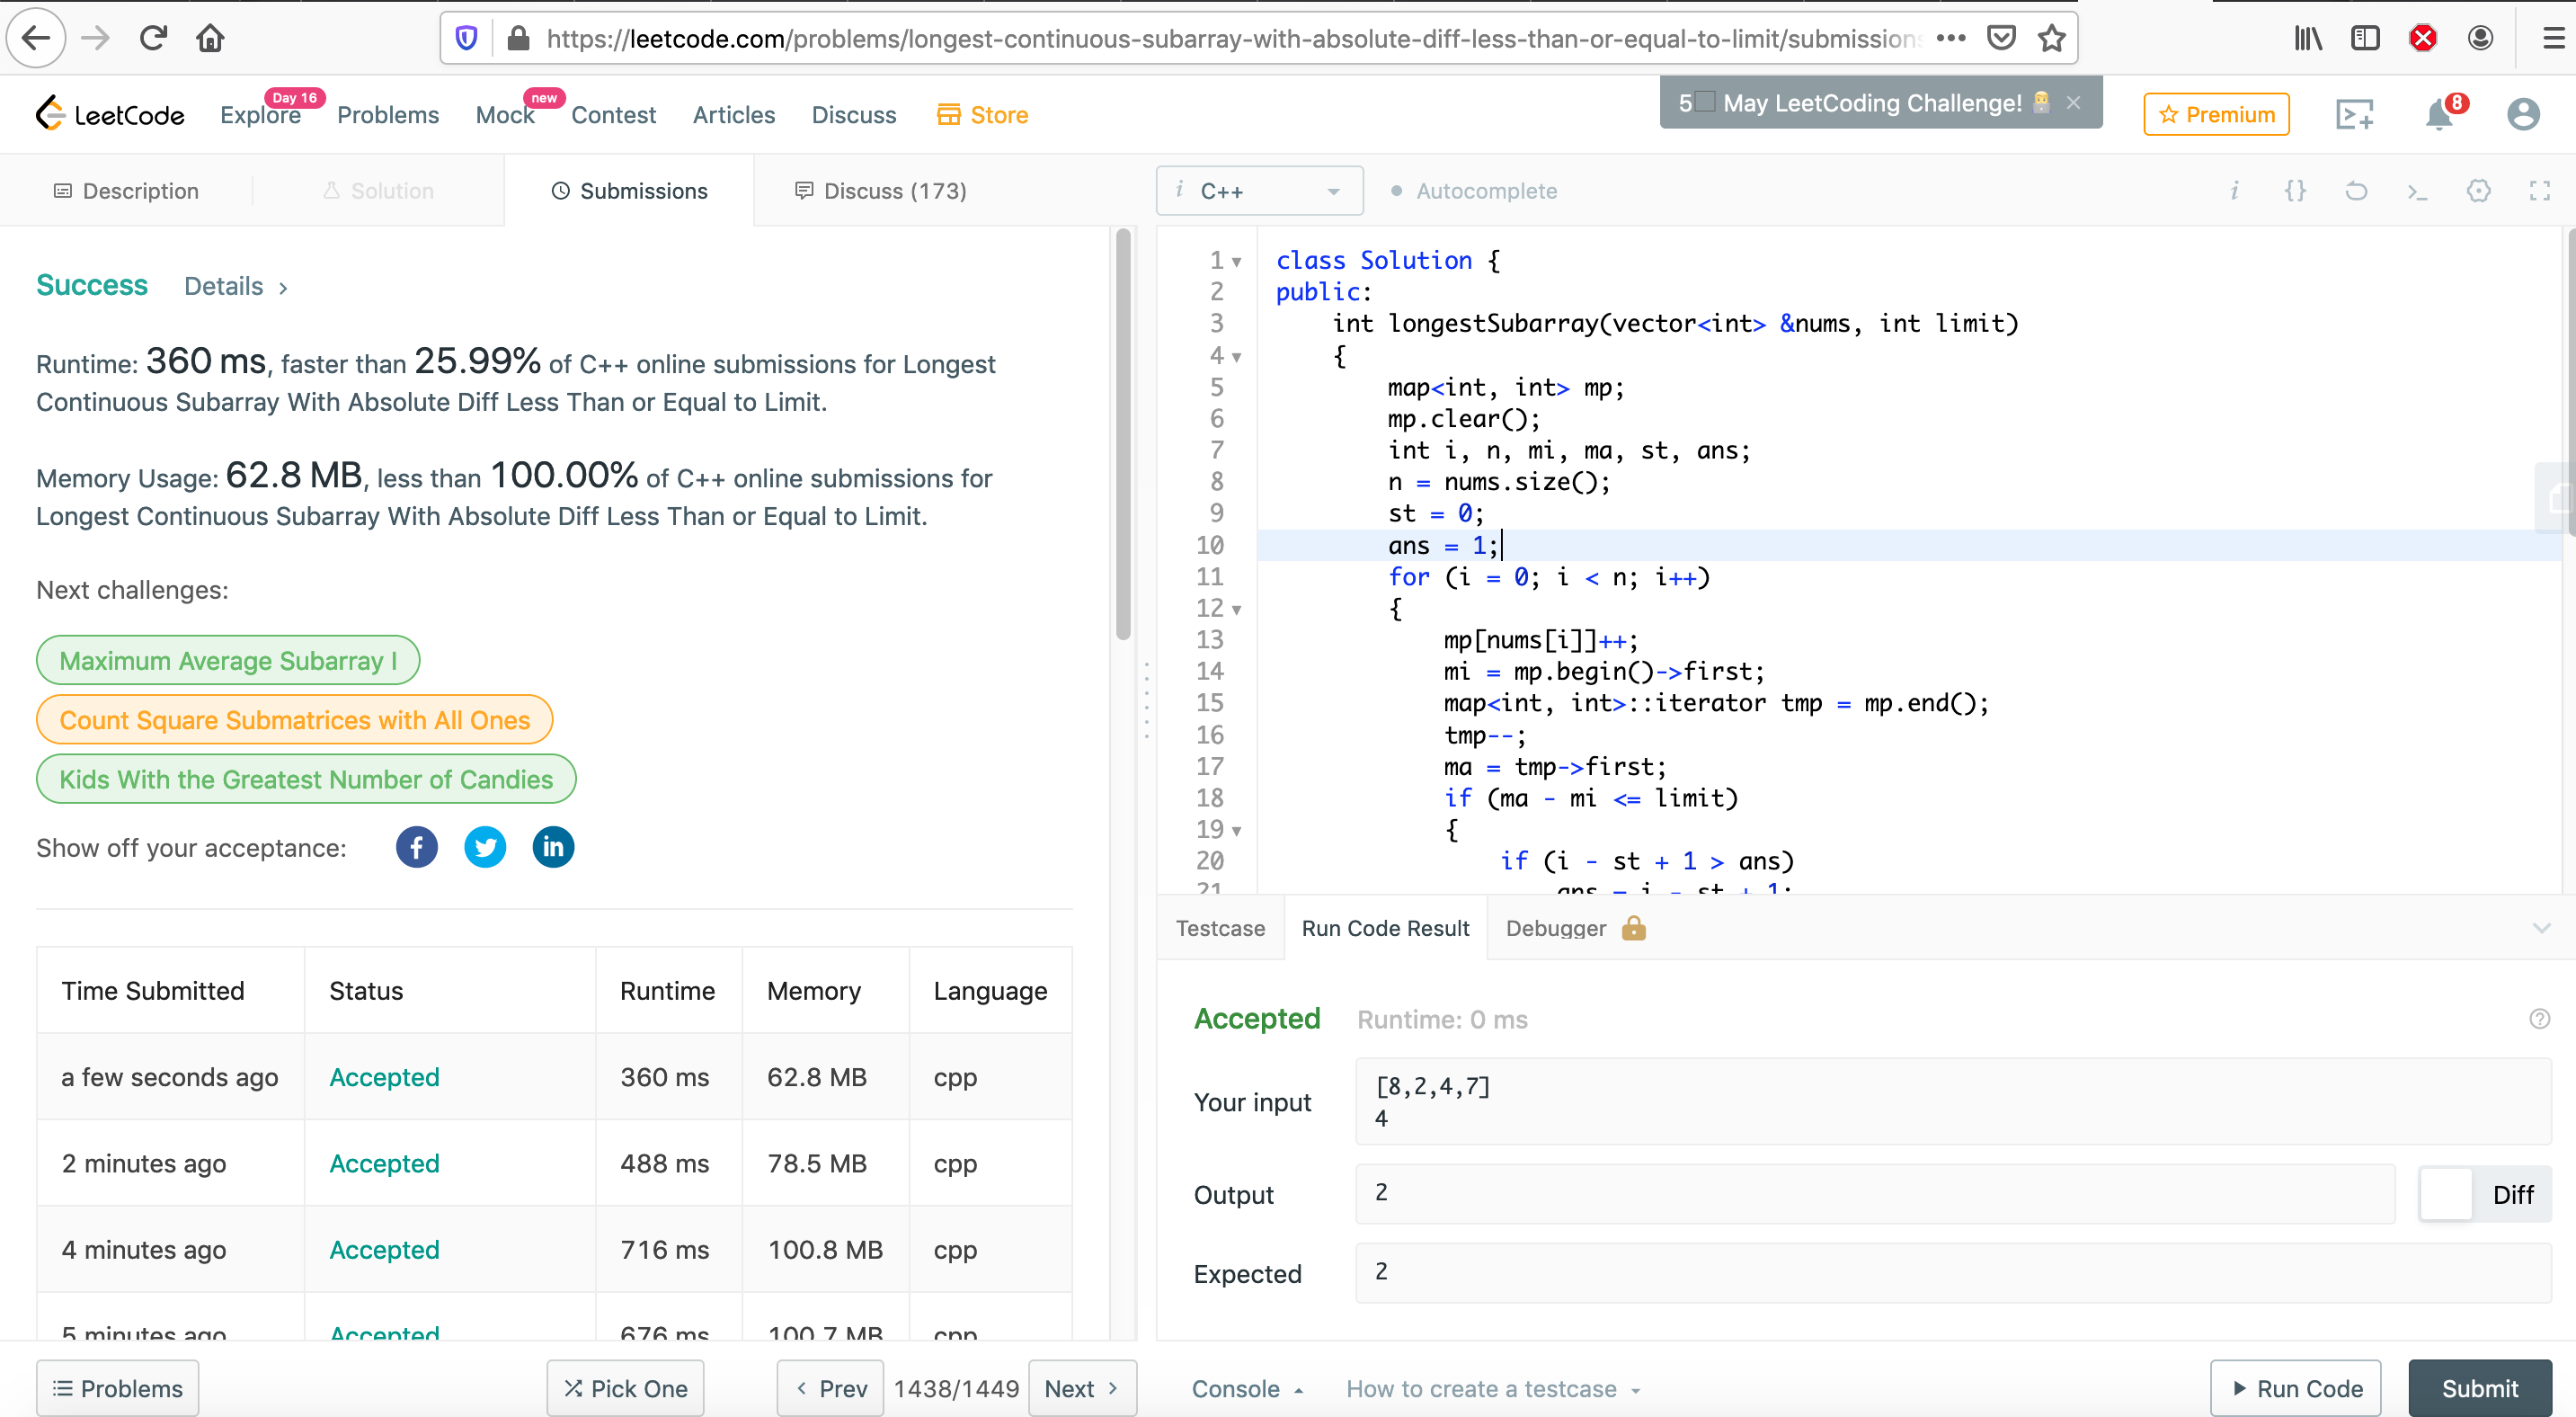 https://leetcode.com/problems/longest-continuous-subarray-with-absolute-diff-less-than-or-equal-to-limit/submissions
LeetCode
Explore
Day 16
Problems
Mock
new
Contest
Articles
Discuss
Store
5 May LeetCoding Challenge!
Premium
8
Description
Solution
Submissions
Discuss (173)
Success
Details
Runtime: 360 ms, faster than 25.99% of C++ online submissions for Longest
Continuous Subarray With Absolute Diff Less Than or Equal to Limit.
Memory Usage: 62.8 MB, less than 100.00% of C++ online submissions for
Longest Continuous Subarray With Absolute Diff Less Than or Equal to Limit.
Next challenges:
Maximum Average Subarray I
Count Square Submatrices with All Ones
Kids With the Greatest Number of Candies
Show off your acceptance:
Time Submitted Status Runtime Memory Language
a few seconds ago Accepted 360 ms 62.8 MB cpp
2 minutes ago Accepted 488 ms 78.5 MB cpp
4 minutes ago Accepted 716 ms 100.8 MB cpp
5 minutes ago Accepted 676 ms 100.7 MB cpp
Problems
Pick One
Prev
1438/1449
Next
i C++
Autocomplete
1 class Solution {
2 public:
3 int longestSubarray(vector<int> &nums, int limit)
4 {
5 map<int, int> mp;
6 mp.clear();
7 int i, n, mi, ma, st, ans;
8 n = nums.size();
9 st = 0;
10 ans = 1;
11 for (i = 0; i < n; i++)
12 {
13 mp[nums[i]]++;
14 mi = mp.begin()->first;
15 map<int, int>::iterator tmp = mp.end();
16 tmp--;
17 ma = tmp->first;
18 if (ma - mi <= limit)
19 {
20 if (i - st + 1 > ans)
21 ans = i - st + 1;
Testcase
Run Code Result
Debugger
Accepted
Runtime: 0 ms
Your input
[8,2,4,7]
4
Output
2
Diff
Expected
2
Console
How to create a testcase
Run Code
Submit